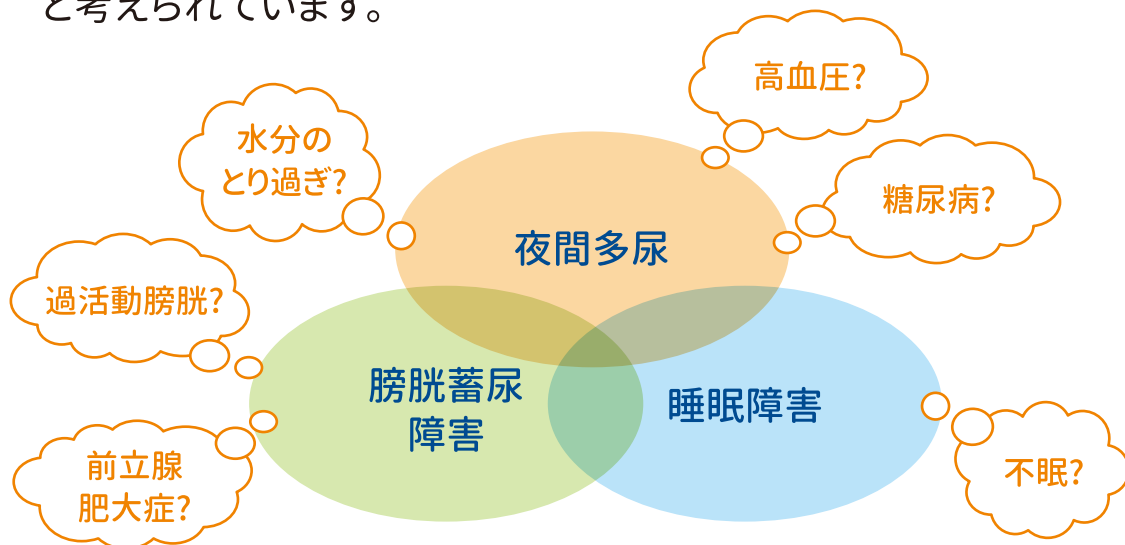 と考えられています。
高血圧?
水分の
とり過ぎ?
糖尿病?
夜間多尿
過活動膀胱?
膀胱蓄尿
障害
睡眠障害
前立腺
肥大症?
不眠?